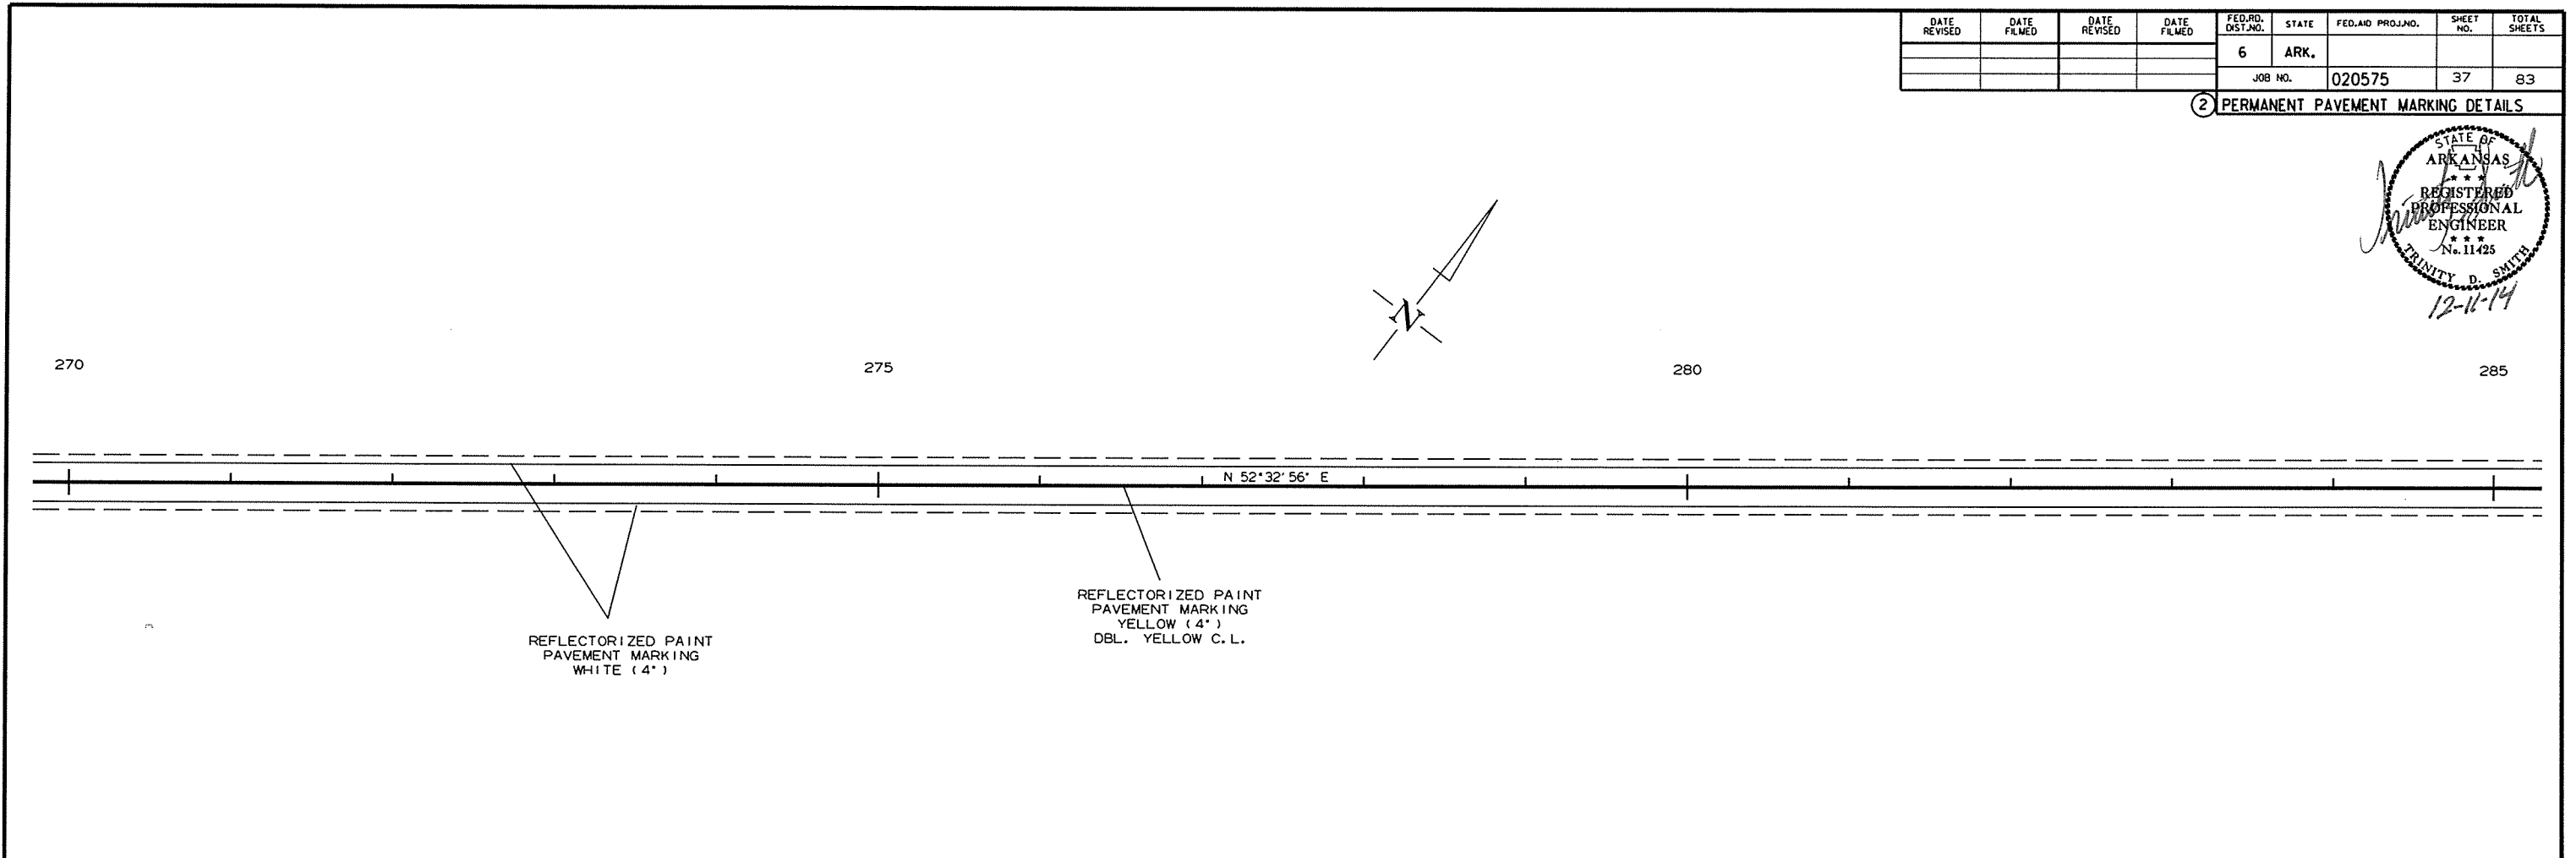 DATE REVISED
DATE FILMED
DATE REVISED
DATE FILMED
FED.RD. DIST.NO.
STATE
FED.AID PROJ.NO.
SHEET NO.
TOTAL SHEETS
6
ARK.
JOB NO.
020575
37
83
2 PERMANENT PAVEMENT MARKING DETAILS
STATE OF
ARKANSAS
★ ★ ★
REGISTERED
PROFESSIONAL
ENGINEER
★ ★ ★
No. 11425
TRINITY D. SMITH
Trinity Smith
12-11-14
N
270
275
280
285
N 52°32'56" E
REFLECTORIZED PAINT
PAVEMENT MARKING
WHITE (4")
REFLECTORIZED PAINT
PAVEMENT MARKING
YELLOW (4")
DBL. YELLOW C.L.